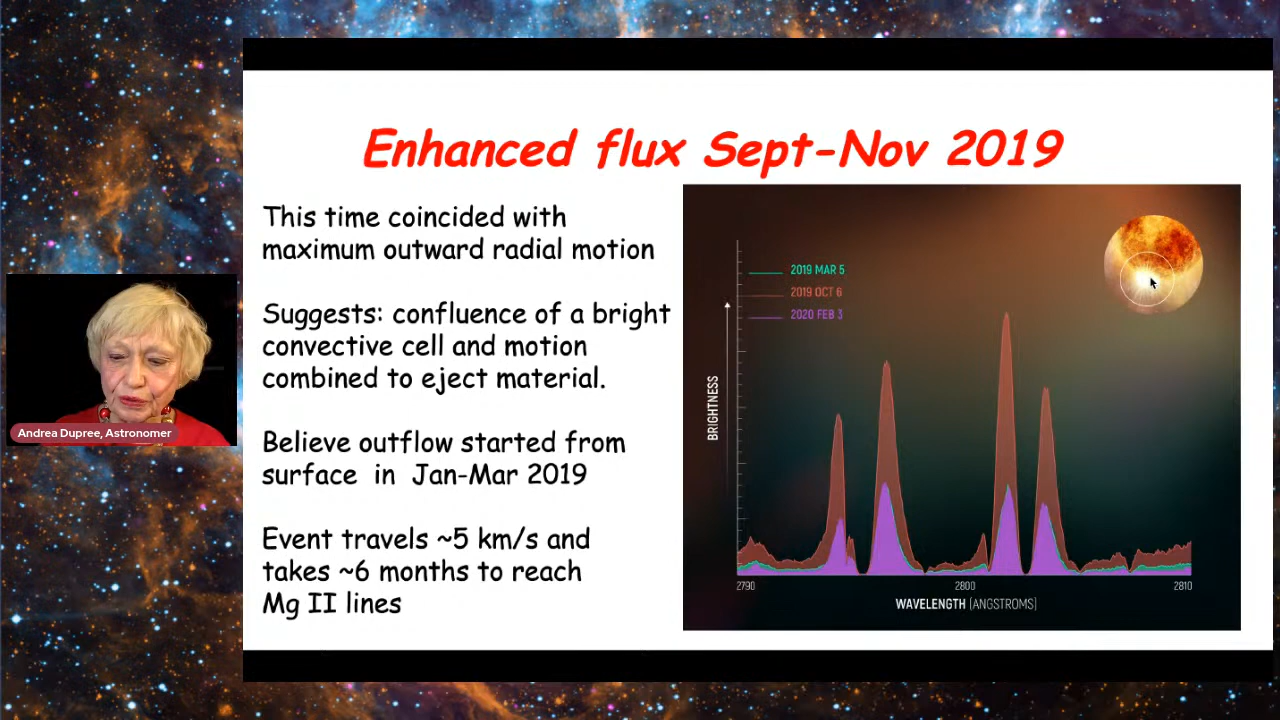 Enhanced flux Sept-Nov 2019
This time coincided with
maximum outward radial motion
Suggests: confluence of a bright
convective cell and motion
combined to eject material.
Believe outflow started from
surface in Jan-Mar 2019
Event travels ~5 km/s and
takes ~6 months to reach
Mg II lines
2019 MAR 5
2019 OCT 6
2020 FEB 3
BRIGHTNESS
2790
2800
2810
WAVELENGTH [ANGSTROMS]
Andrea Dupree, Astronomer